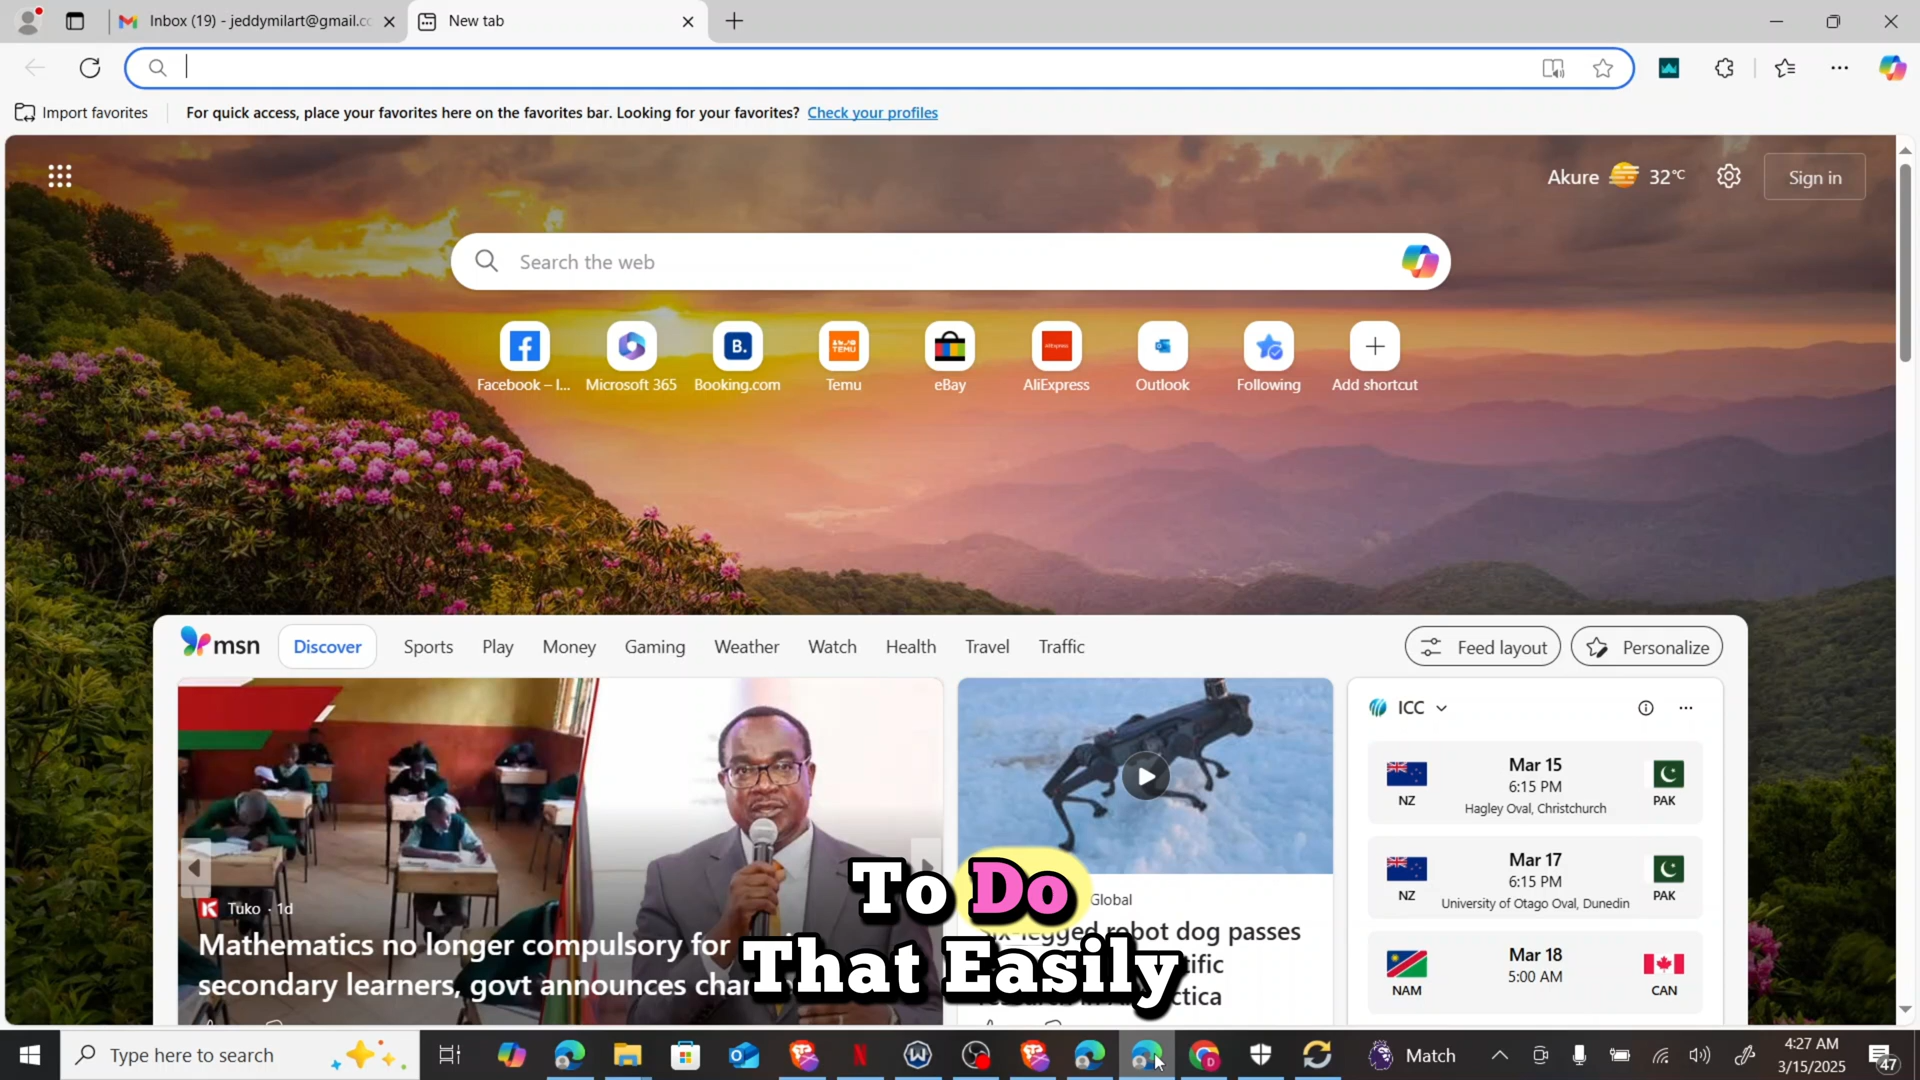 Inbox (19) - jeddymilart@gmail.cc
New tab
Import favorites
For quick access, place your favorites here on the favorites bar. Looking for your favorites? Check your profiles
Akure
32°C
Sign in
Search the web
Facebook – l...
Microsoft 365
B.
Booking.com
TEMU
Temu
eBay
AliExpress
AliExpress
Outlook
Following
Add shortcut
msn
Discover
Sports
Play
Money
Gaming
Weather
Watch
Health
Travel
Traffic
Feed layout
Personalize
K Tuko · 1d
Mathematics no longer compulsory for
secondary learners, govt announces
Global
Six-legged robot dog passes
ICC
Mar 15
6:15 PM
Hagley Oval, Christchurch
NZ
PAK
Mar 17
6:15 PM
University of Otago Oval, Dunedin
NZ
PAK
Mar 18
5:00 AM
NAM
CAN
To Do
That Easily
Type here to search
Match
4:27 AM
3/15/2025
47